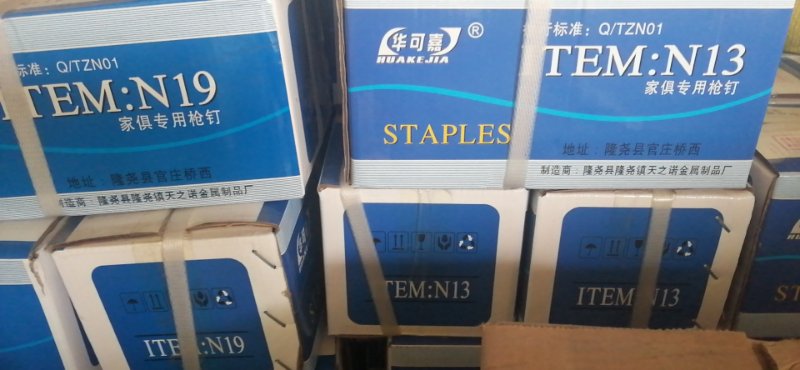 标准: Q/TZN01
ITEM:N19
家俱专用枪钉
地址: 隆尧县官庄桥西
制造商: 隆尧县隆尧镇天之诺金属制品厂
华可嘉®
HUAKEJIA
STAPLES
行标准: Q/TZN01
ITEM:N13
家俱专用枪钉
地址: 隆尧县官庄桥西
制造商: 隆尧县隆尧镇天之诺金属制品厂
ITEM:N19
TEM:N13
ITEM:N13
ST